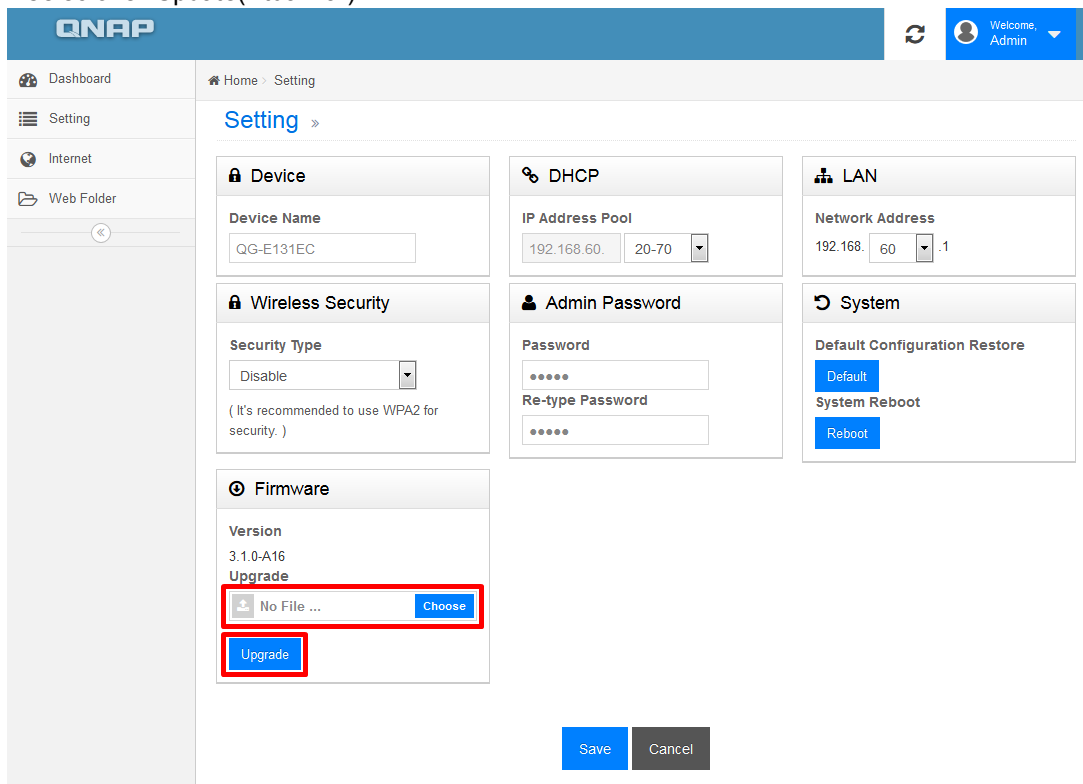 QNAP
Welcome,
Admin
Dashboard
Setting
Internet
Web Folder
Home > Setting
Setting »
Device
Device Name
QG-E131EC
DHCP
IP Address Pool
192.168.60. 20-70
LAN
Network Address
192.168. 60 .1
Wireless Security
Security Type
Disable
( It's recommended to use WPA2 for
security. )
Admin Password
Password
●●●●●
Re-type Password
●●●●●
System
Default Configuration Restore
Default
System Reboot
Reboot
Firmware
Version
3.1.0-A16
Upgrade
No File ... Choose
Upgrade
Save Cancel